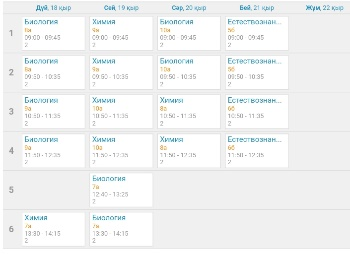 Дүй, 18 қыр
Сей, 19 қыр
Сәр, 20 қыр
Бей, 21 қыр
Жұм, 22 қыр
1
Биология
8а
09:00 - 09:45
2
Химия
9а
09:00 - 09:45
2
Биология
10а
09:00 - 09:45
2
Естествознан...
5б
09:00 - 09:45
2
2
Биология
8а
09:50 - 10:35
2
Химия
8а
09:50 - 10:35
2
Биология
10а
09:50 - 10:35
2
Естествознан...
5б
09:50 - 10:35
2
3
Биология
9а
10:50 - 11:35
2
Химия
10а
10:50 - 11:35
2
Химия
8а
10:50 - 11:35
2
Естествознан...
6б
10:50 - 11:35
2
4
Биология
9а
11:50 - 12:35
2
Химия
10а
11:50 - 12:35
2
Химия
8а
11:50 - 12:35
2
Естествознан...
6б
11:50 - 12:35
2
5
Биология
7а
12:40 - 13:25
2
6
Химия
7а
13:30 - 14:15
2
Биология
7а
13:30 - 14:15
2